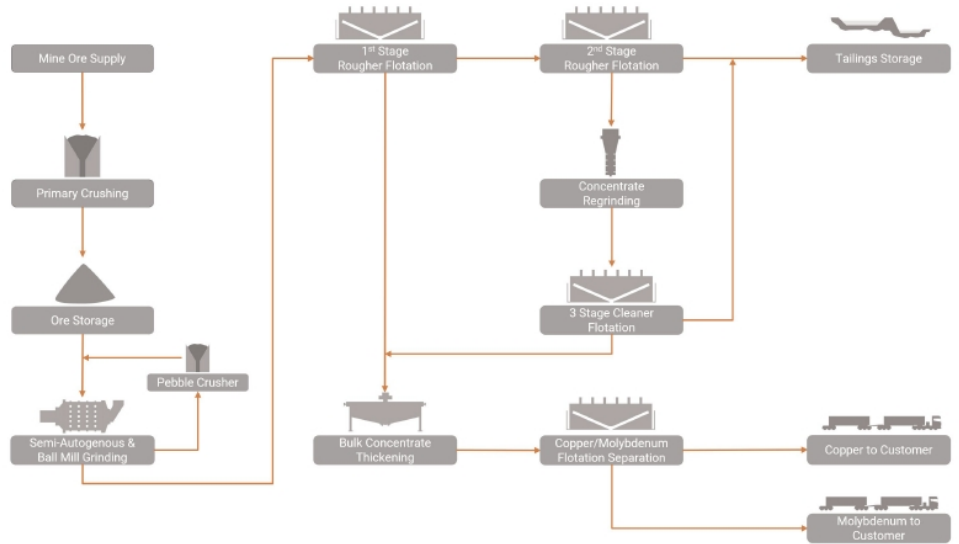 Mine Ore Supply
Primary Crushing
Ore Storage
Pebble Crusher
Semi-Autogenous &
Ball Mill Grinding
1st Stage
Rougher Flotation
2nd Stage
Rougher Flotation
Tailings Storage
Concentrate
Regrinding
3 Stage Cleaner
Flotation
Bulk Concentrate
Thickening
Copper/Molybdenum
Flotation Separation
Copper to Customer
Molybdenum to
Customer